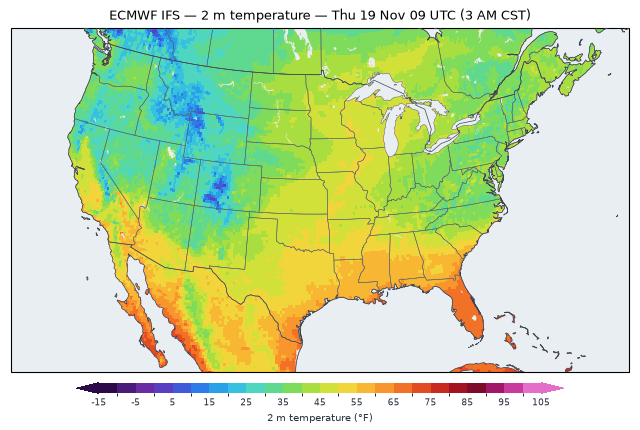 ECMWF IFS — 2 m temperature — Thu 19 Nov 09 UTC (3 AM CST)
-15 -5 5 15 25 35 45 55 65 75 85 95 105
2 m temperature (°F)